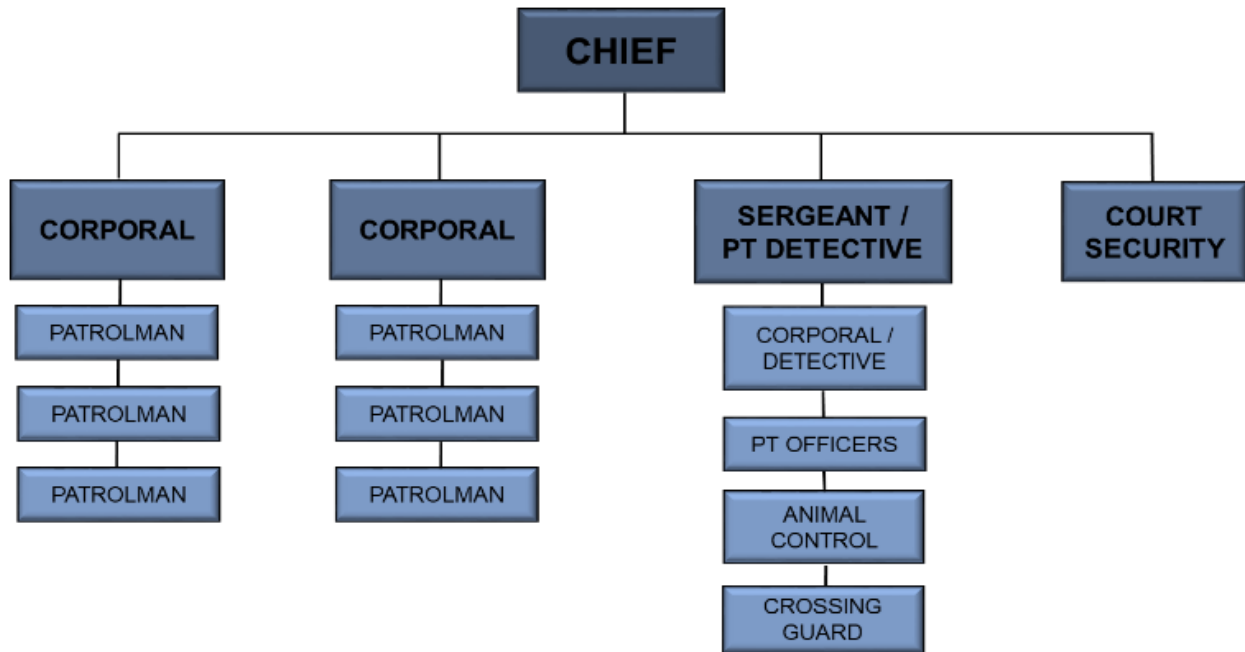 CHIEF
CORPORAL
PATROLMAN
PATROLMAN
PATROLMAN
CORPORAL
PATROLMAN
PATROLMAN
PATROLMAN
SERGEANT /
PT DETECTIVE
CORPORAL /
DETECTIVE
PT OFFICERS
ANIMAL
CONTROL
CROSSING
GUARD
COURT
SECURITY